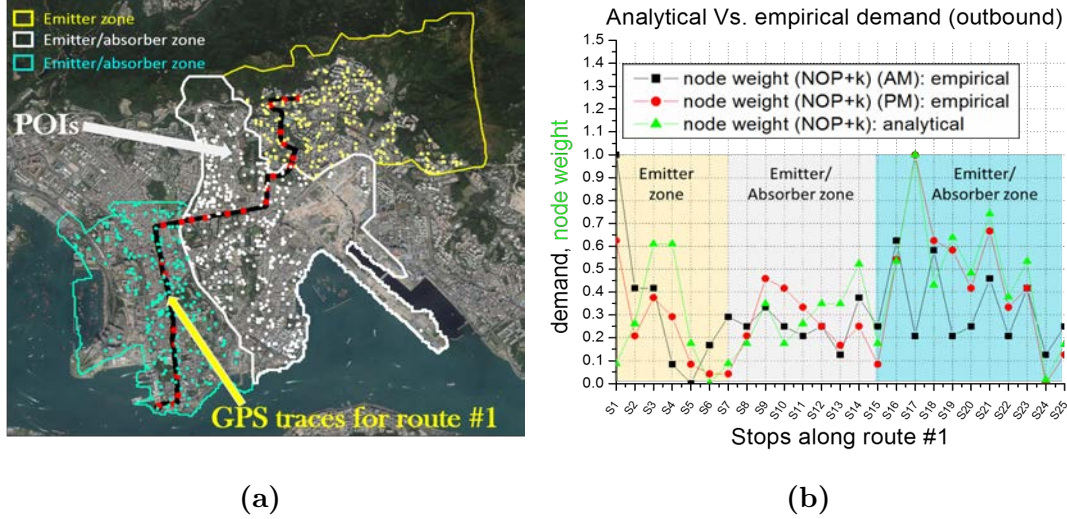 Emitter zone
Emitter/absorber zone
Emitter/absorber zone
POIs
GPS traces for route #1
(a)
Analytical Vs. empirical demand (outbound)
demand, node weight
1.5
1.4
1.3
1.2
1.1
1.0
0.9
0.8
0.7
0.6
0.5
0.4
0.3
0.2
0.1
0.0
node weight (NOP+k) (AM): empirical
node weight (NOP+k) (PM): empirical
node weight (NOP+k): analytical
Emitter
zone
Emitter/
Absorber zone
Emitter/
Absorber zone
S1 S2 S3 S4 S5 S6 S7 S8 S9 S10 S11 S12 S13 S14 S15 S16 S17 S18 S19 S20 S21 S22 S23 S24 S25
Stops along route #1
(b)